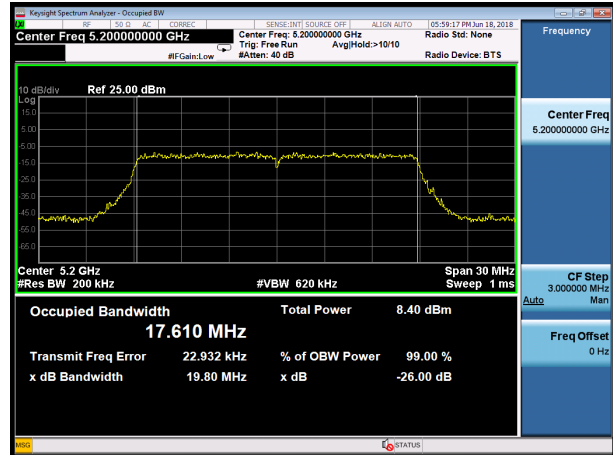 Keysight Spectrum Analyzer - Occupied BW
RF 50 Ω AC CORREC SENSE:INT SOURCE OFF ALIGN AUTO 05:59:17 PM Jun 18, 2018
Center Freq 5.200000000 GHz Center Freq: 5.200000000 GHz Radio Std: None
Trig: Free Run Avg|Hold:>10/10
#IFGain:Low #Atten: 40 dB Radio Device: BTS
10 dB/div Ref 25.00 dBm
Log
15.0
5.00
-5.00
-15.0
-25.0
-35.0
-45.0
-55.0
-65.0
Center 5.2 GHz Span 30 MHz
#Res BW 200 kHz #VBW 620 kHz Sweep 1 ms
Occupied Bandwidth Total Power 8.40 dBm
17.610 MHz
Transmit Freq Error 22.932 kHz % of OBW Power 99.00 %
x dB Bandwidth 19.80 MHz x dB -26.00 dB
MSG STATUS
Frequency
Center Freq
5.200000000 GHz
CF Step
3.000000 MHz
Auto Man
Freq Offset
0 Hz